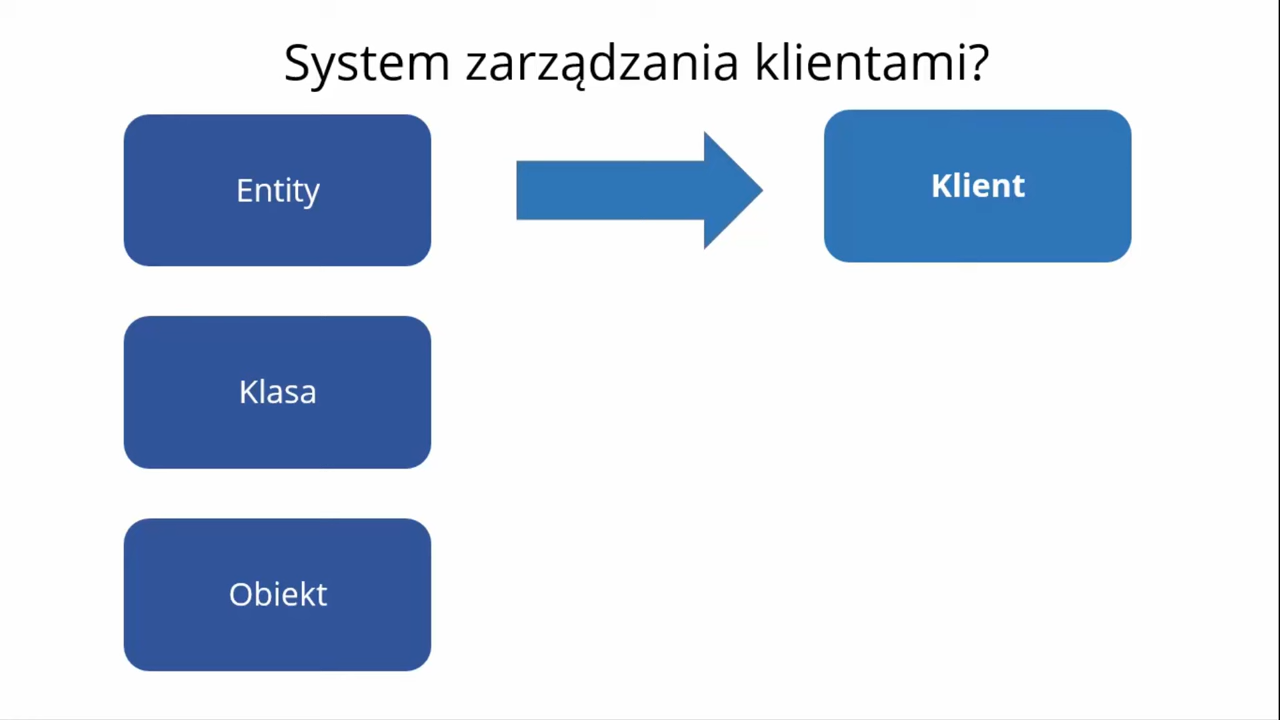 System zarządzania klientami?
Entity
Klient
Klasa
Obiekt